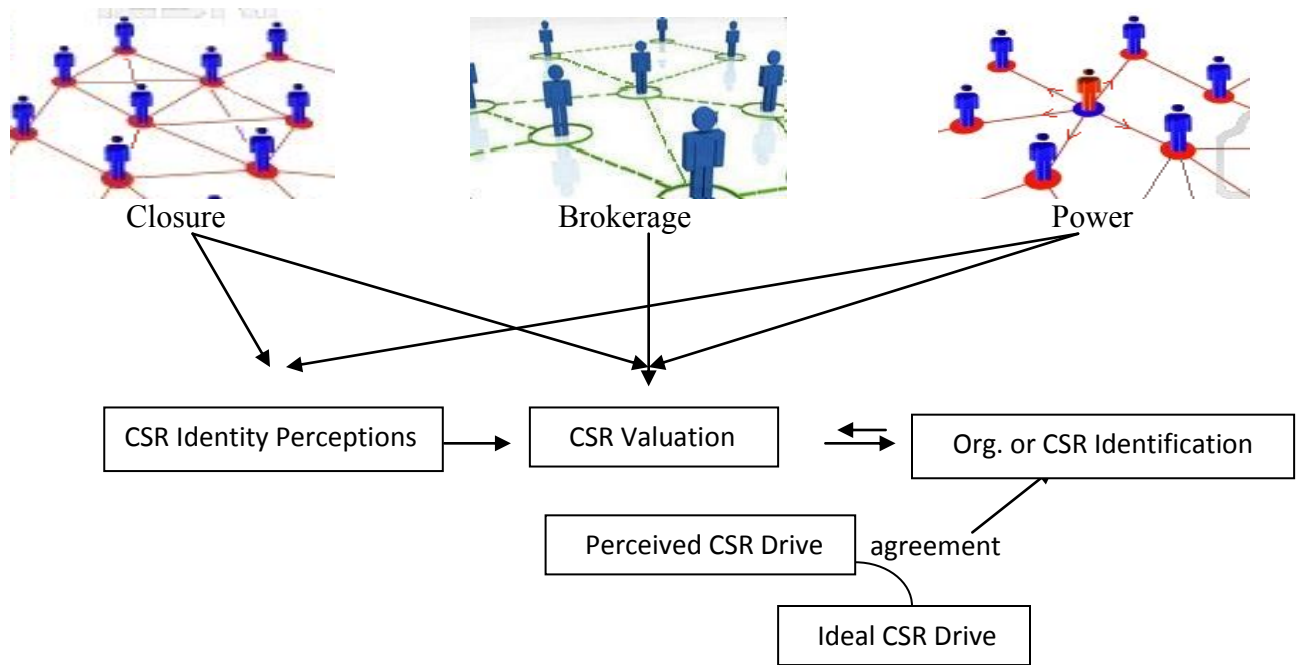 Closure
Brokerage
Power
CSR Identity Perceptions
CSR Valuation
Org. or CSR Identification
Perceived CSR Drive
agreement
Ideal CSR Drive